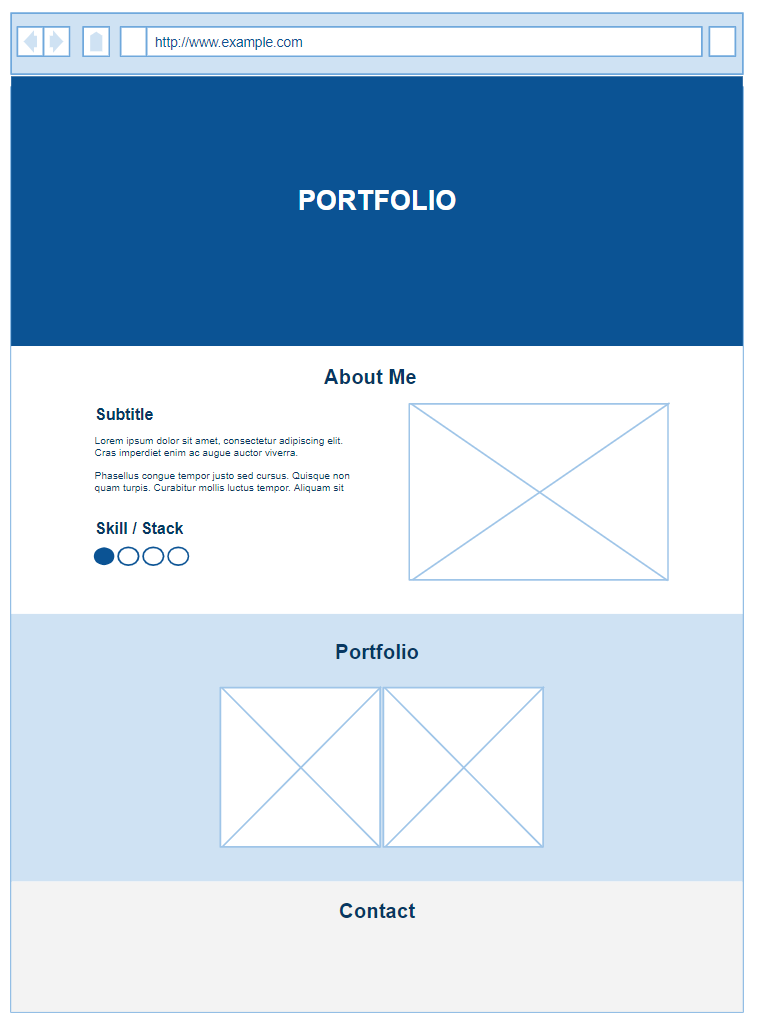 http://www.example.com
PORTFOLIO
About Me
Subtitle
Lorem ipsum dolor sit amet, consectetur adipiscing elit.
Cras imperdiet enim ac augue auctor viverra.
Phasellus congue tempor justo sed cursus. Quisque non
quam turpis. Curabitur mollis luctus tempor. Aliquam sit
Skill / Stack
Portfolio
Contact